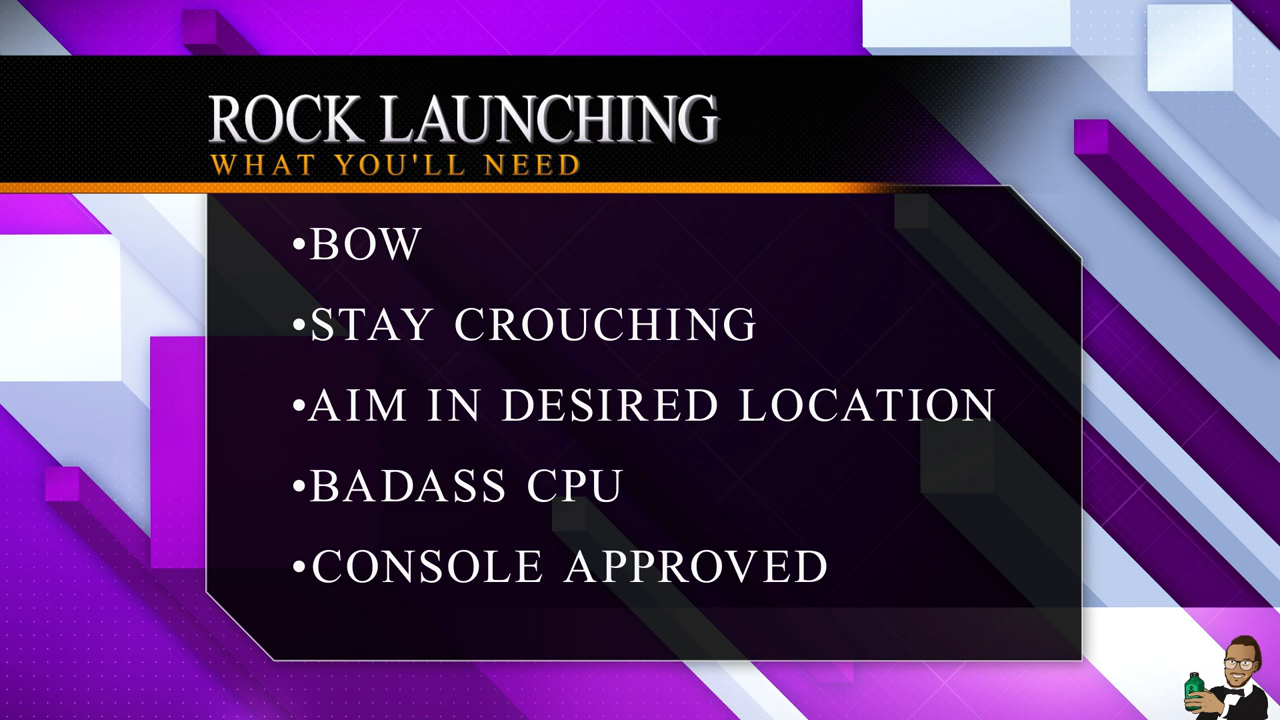 ROCK LAUNCHING
WHAT YOU'LL NEED
•BOW
•STAY CROUCHING
•AIM IN DESIRED LOCATION
•BADASS CPU
•CONSOLE APPROVED